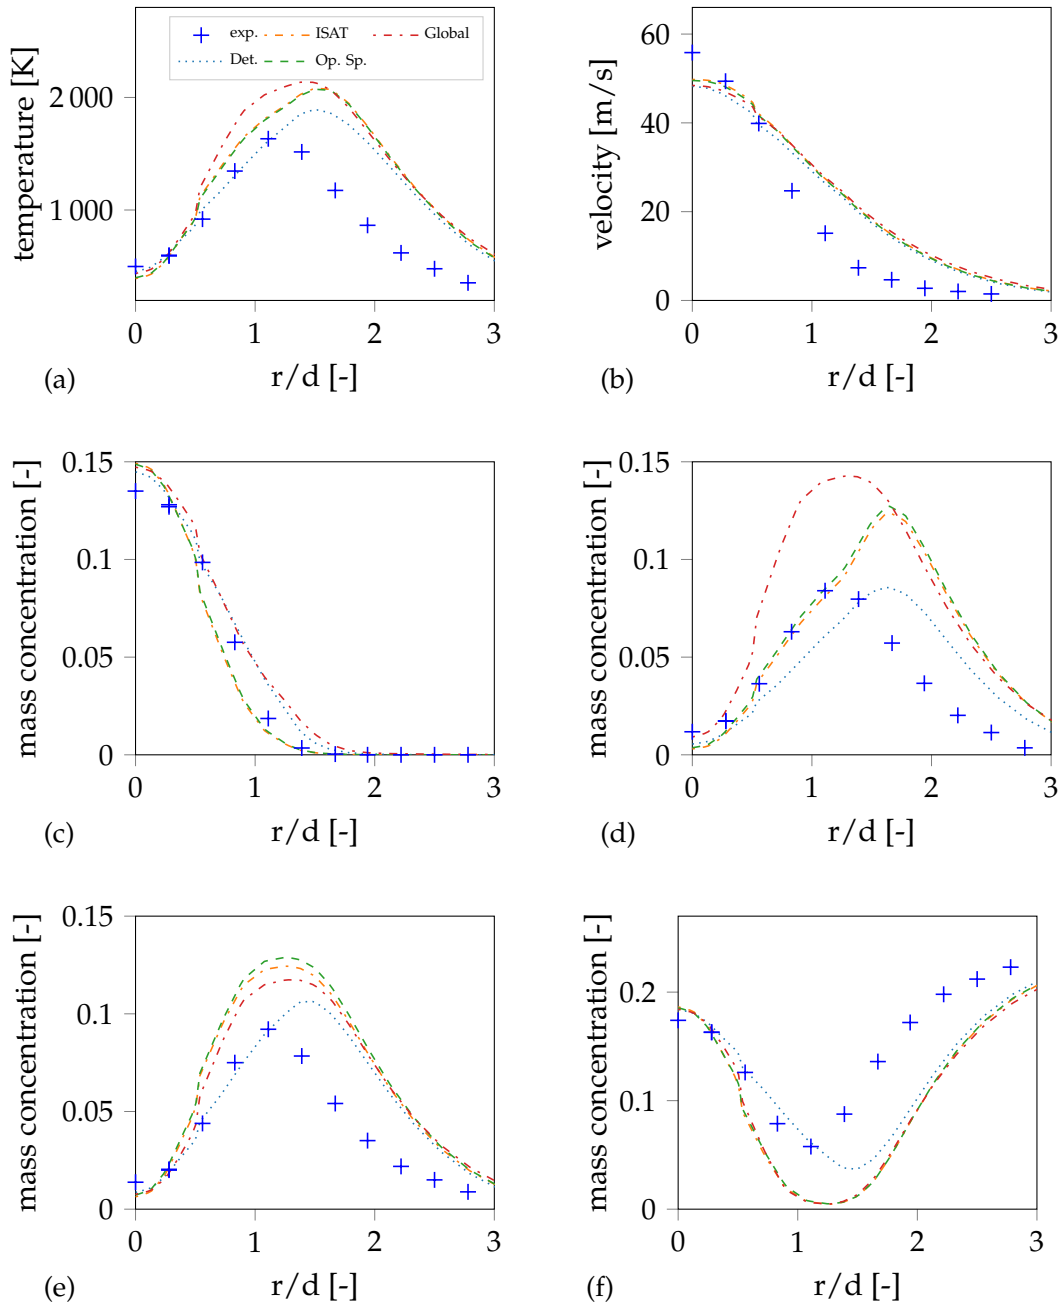 exp. ISAT Global
Det. Op. Sp.
temperature [K]
2 000
1 000
0 1 2 3
r/d [-]
(a)
velocity [m/s]
60
40
20
0
0 1 2 3
r/d [-]
(b)
mass concentration [-]
0.15
0.1
0.05
0
0 1 2 3
r/d [-]
(c)
mass concentration [-]
0.15
0.1
0.05
0
0 1 2 3
r/d [-]
(d)
mass concentration [-]
0.15
0.1
0.05
0
0 1 2 3
r/d [-]
(e)
mass concentration [-]
0.2
0.1
0
0 1 2 3
r/d [-]
(f)